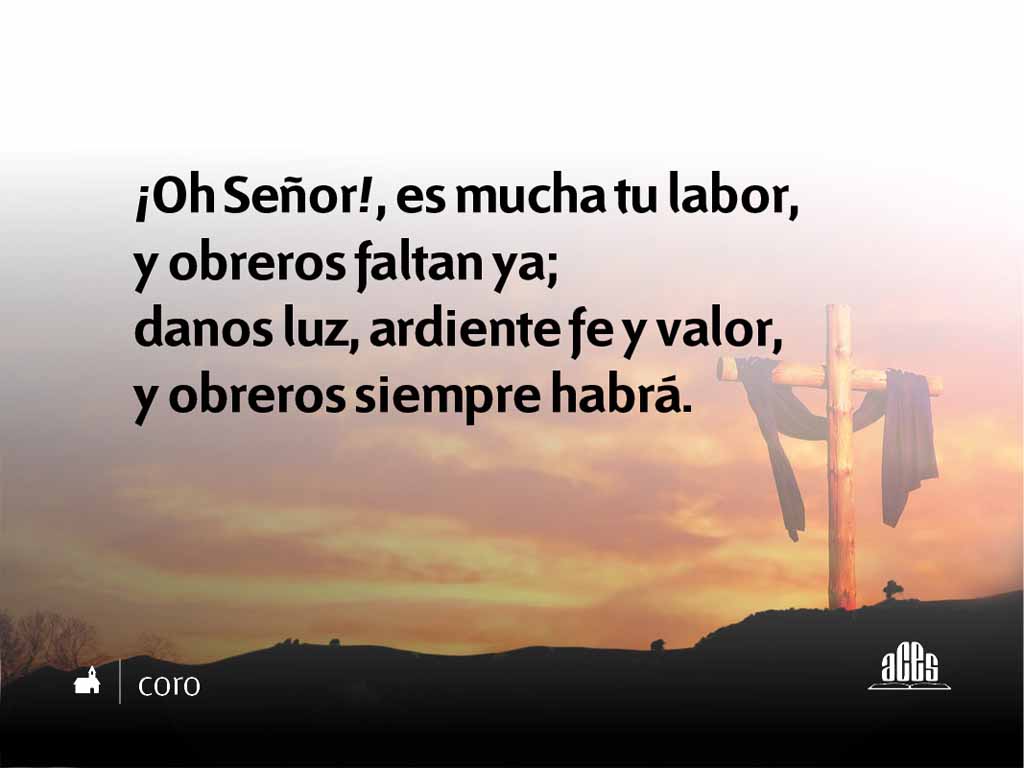 ¡Oh Señor!, es mucha tu labor,
y obreros faltan ya;
danos luz, ardiente fe y valor,
y obreros siempre habrá.
coro
aces